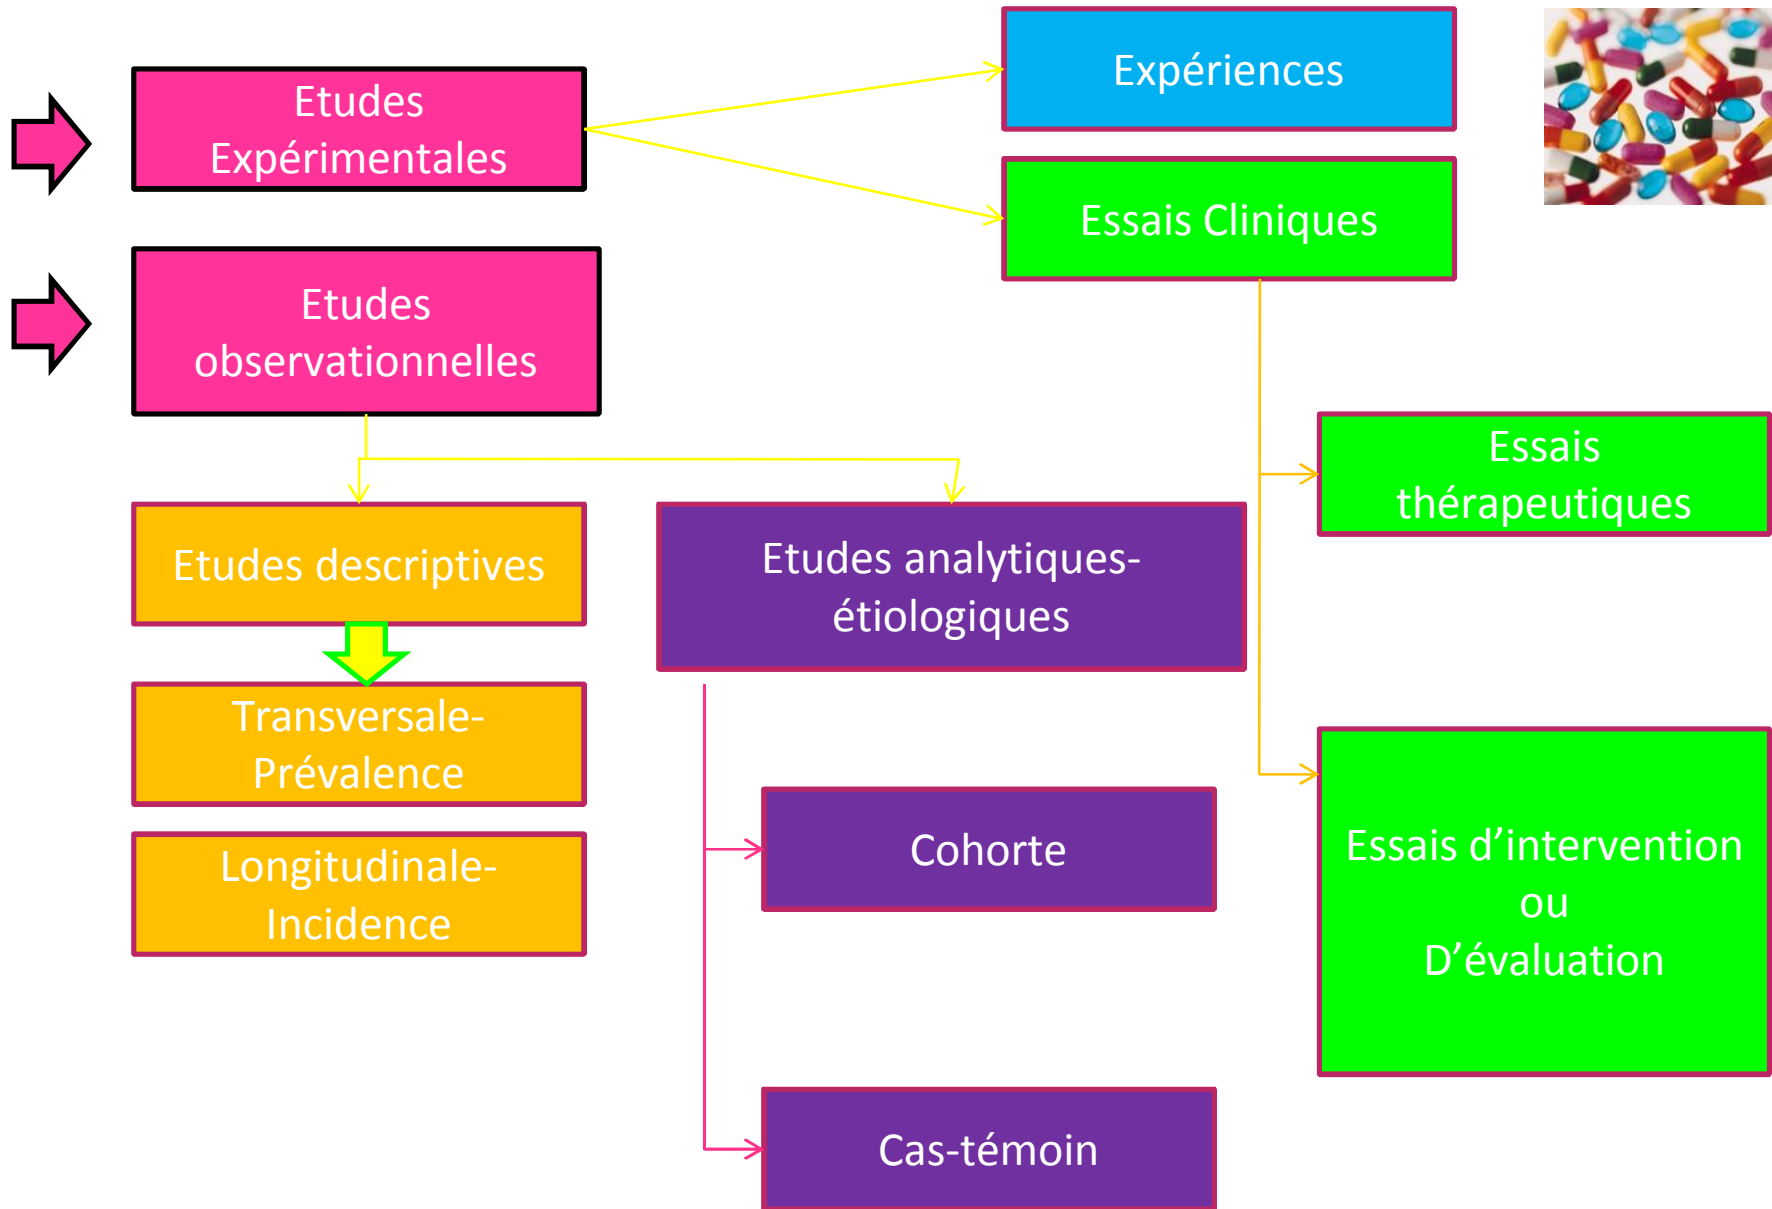 Etudes
Expérimentales
Expériences
Essais Cliniques
Etudes
observationnelles
Essais
thérapeutiques
Etudes descriptives
Etudes analytiques-
étiologiques
Transversale-
Prévalence
Longitudinale-
Incidence
Cohorte
Essais d’intervention
ou
D’évaluation
Cas-témoin